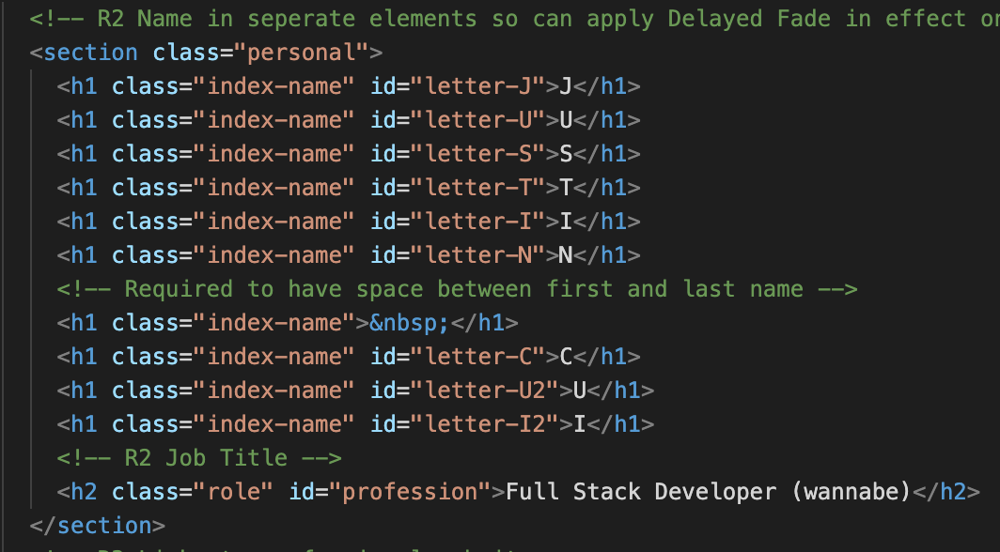 <!-- R2 Name in seperate elements so can apply Delayed Fade in effect on
<section class="personal">
<h1 class="index-name" id="letter-J">J</h1>
<h1 class="index-name" id="letter-U">U</h1>
<h1 class="index-name" id="letter-S">S</h1>
<h1 class="index-name" id="letter-T">T</h1>
<h1 class="index-name" id="letter-I">I</h1>
<h1 class="index-name" id="letter-N">N</h1>
<!-- Required to have space between first and last name -->
<h1 class="index-name">&nbsp;</h1>
<h1 class="index-name" id="letter-C">C</h1>
<h1 class="index-name" id="letter-U2">U</h1>
<h1 class="index-name" id="letter-I2">I</h1>
<!-- R2 Job Title -->
<h2 class="role" id="profession">Full Stack Developer (wannabe)</h2>
</section>